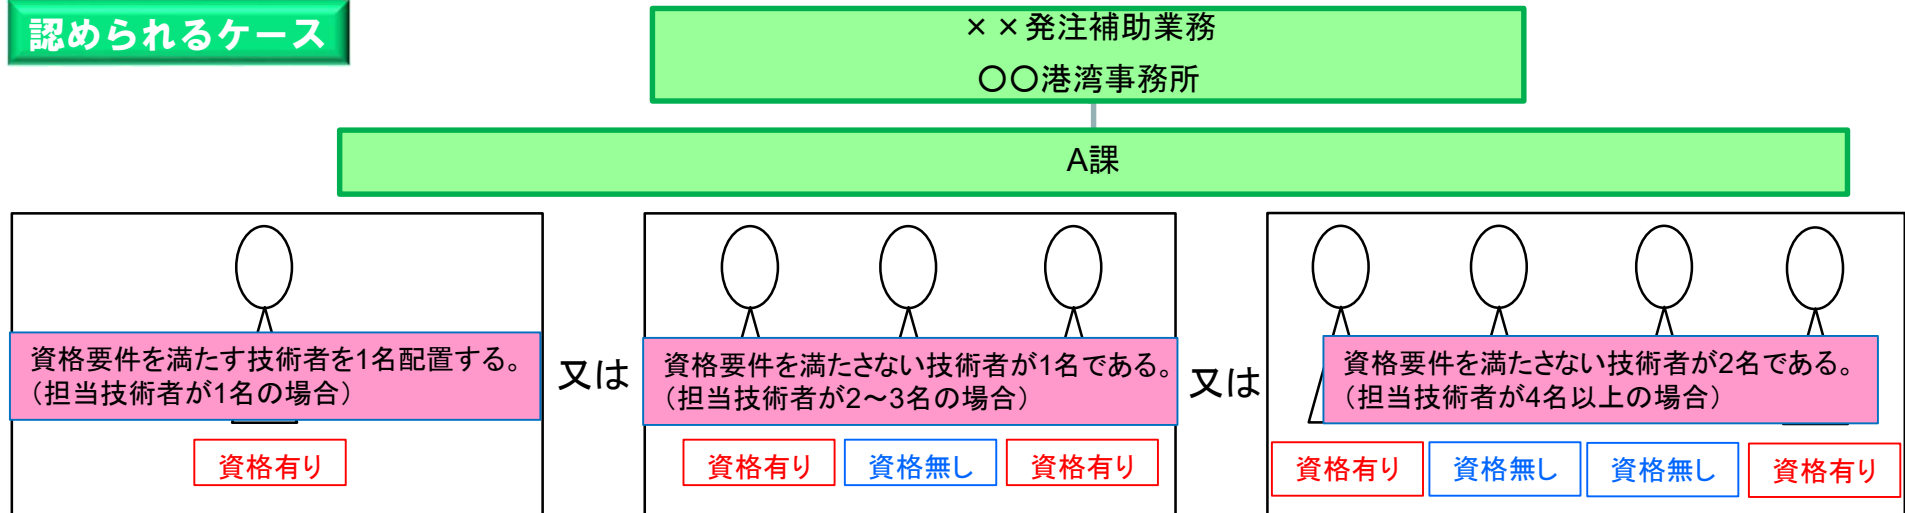 認められるケース
××発注補助業務
〇〇港湾事務所
A課
資格要件を満たす技術者を1名配置する。
（担当技術者が1名の場合）
資格有り
又は
資格要件を満たさない技術者が1名である。
（担当技術者が2～3名の場合）
資格有り
資格無し
資格有り
又は
資格要件を満たさない技術者が2名である。
（担当技術者が4名以上の場合）
資格有り
資格無し
資格無し
資格有り